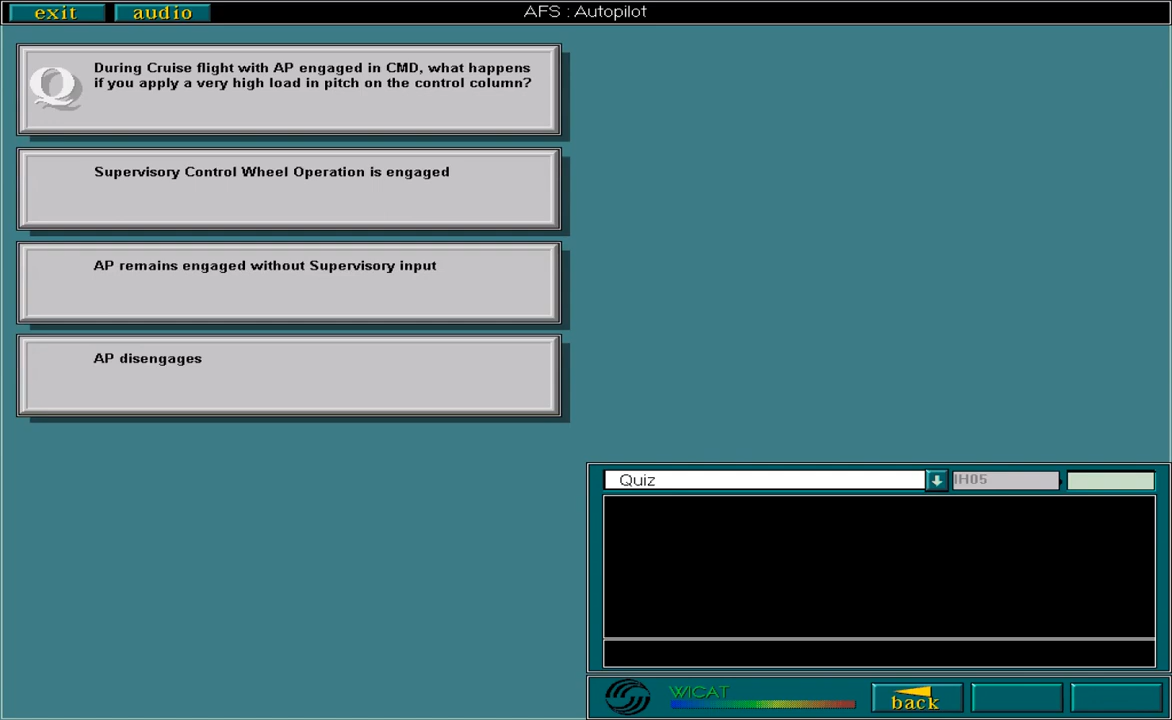 exit
audio
AFS : Autopilot
Q
During Cruise flight with AP engaged in CMD, what happens
if you apply a very high load in pitch on the control column?
Supervisory Control Wheel Operation is engaged
AP remains engaged without Supervisory input
AP disengages
Quiz
IH05
WICAT
back